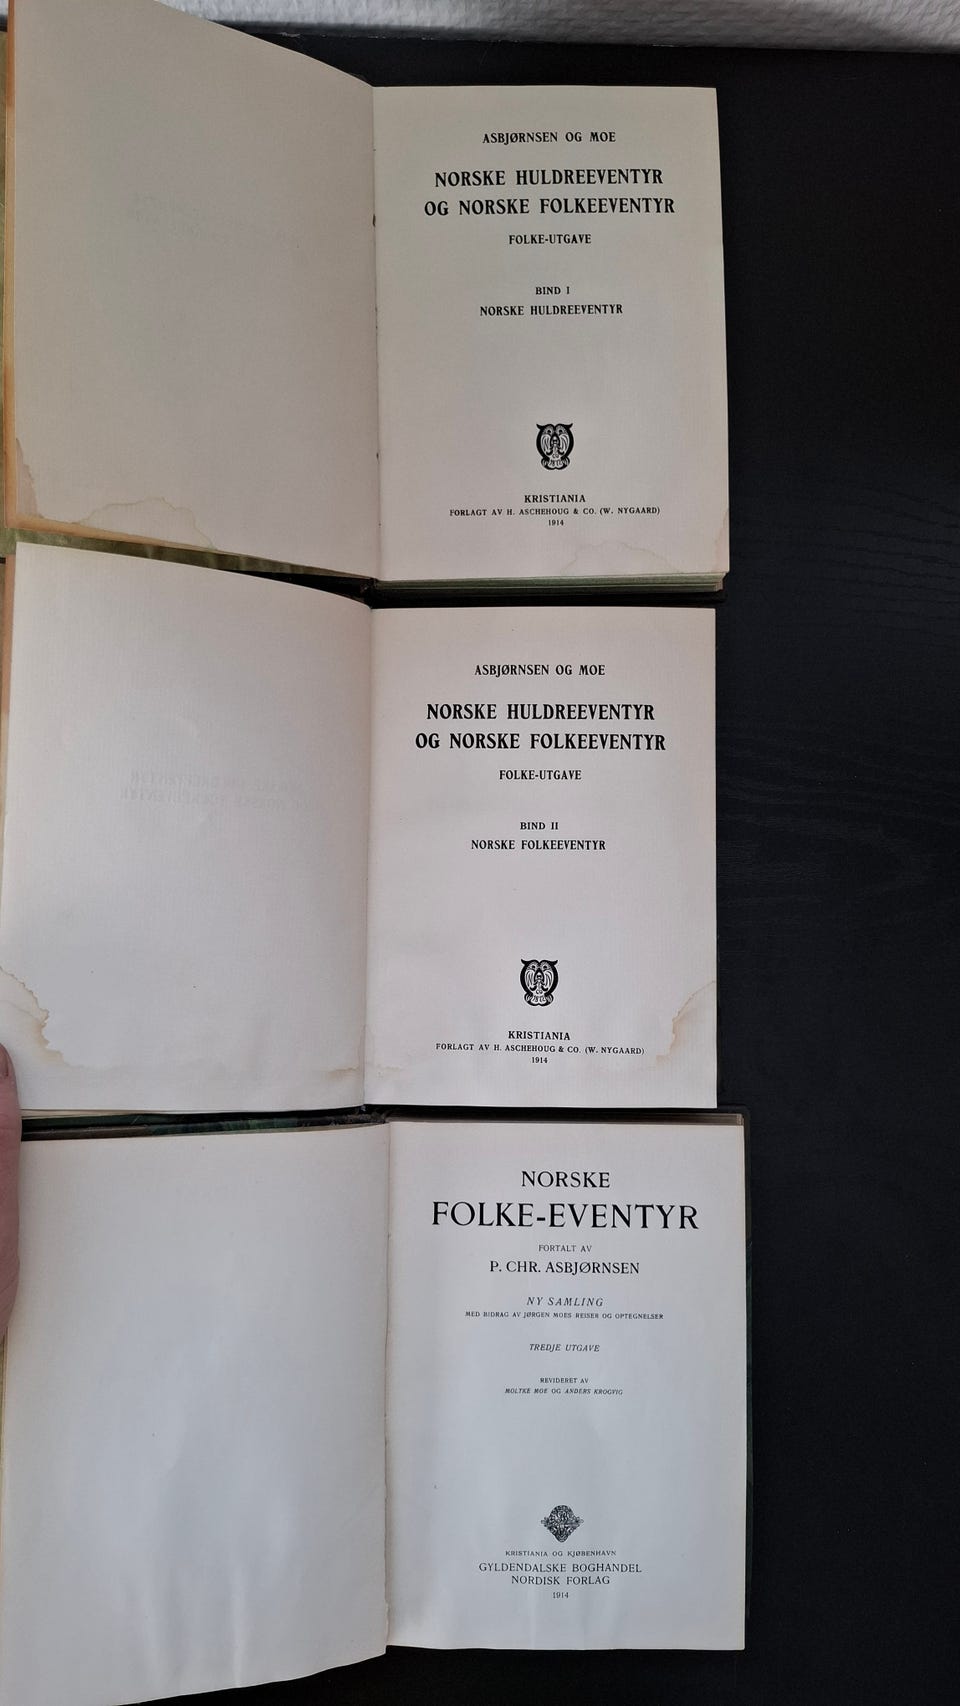 ASBJØRNSEN OG MOE
NORSKE HULDREEVENTYR
OG NORSKE FOLKEEVENTYR
FOLKE-UTGAVE
BIND I
NORSKE HULDREEVENTYR
KRISTIANIA
FORLAGT AV H. ASCHEHOUG & CO. (W. NYGAARD)
1914
ASBJØRNSEN OG MOE
NORSKE HULDREEVENTYR
OG NORSKE FOLKEEVENTYR
FOLKE-UTGAVE
BIND II
NORSKE FOLKEEVENTYR
KRISTIANIA
FORLAGT AV H. ASCHEHOUG & CO. (W. NYGAARD)
1914
NORSKE
FOLKE-EVENTYR
FORTALT AV
P. CHR. ASBJØRNSEN
NY SAMLING
MED BIDRAG AV JØRGEN MOES REISER OG OPTEGNELSER
TREDJE UTGAVE
REVIDERET AV
MOLTKE MOE OG ANDERS KROGVIG
KRISTIANIA OG KJØBENHAVN
GYLDENDALSKE BOGHANDEL
NORDISK FORLAG
1914